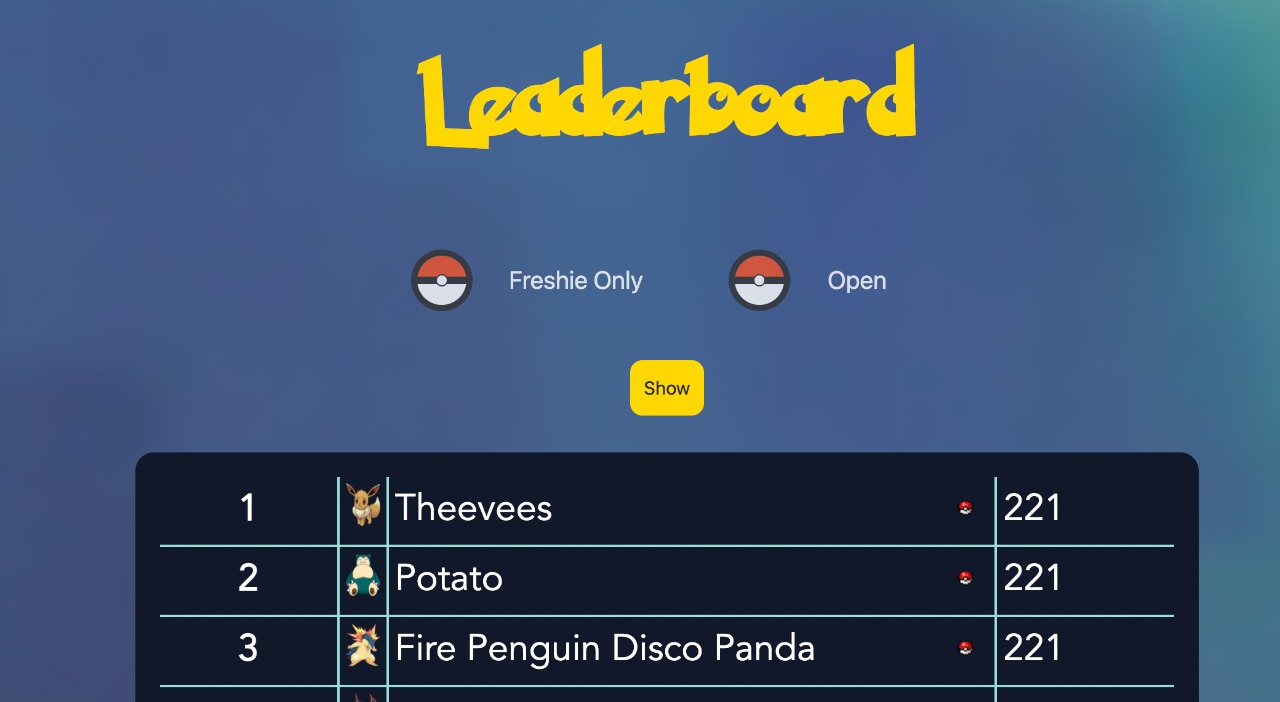 Leaderboard
Freshie Only Open
Show
1 Theevees 221
2 Potato 221
3 Fire Penguin Disco Panda 221